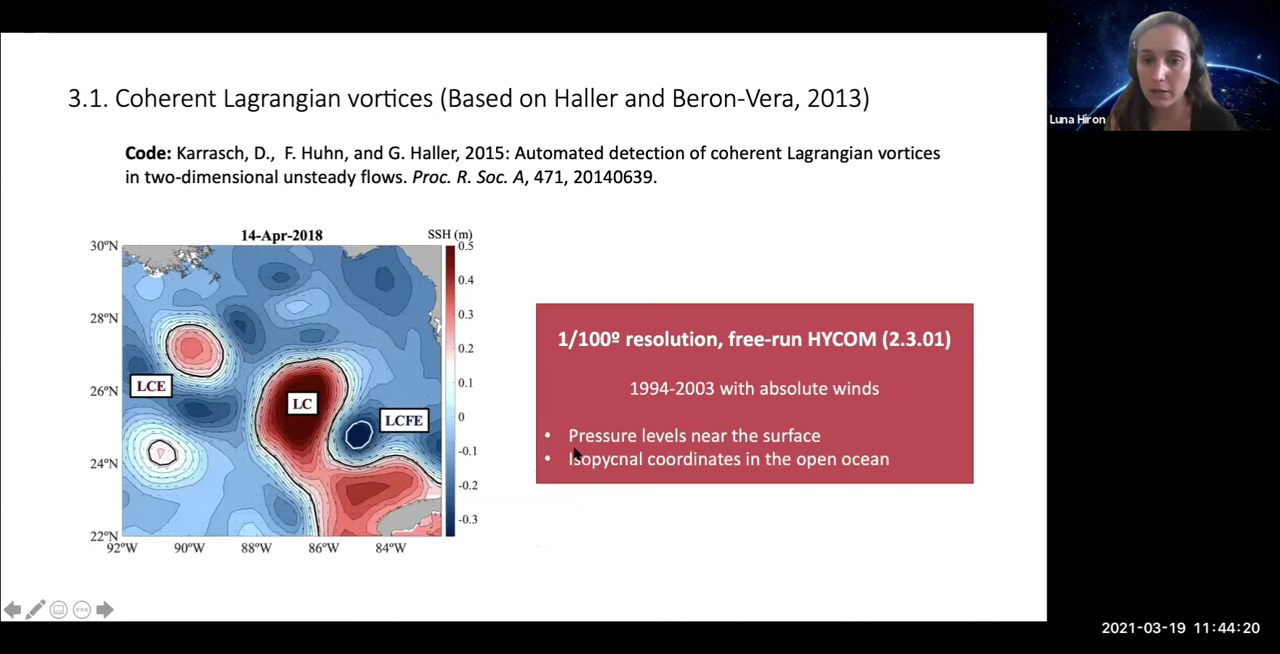 3.1. Coherent Lagrangian vortices (Based on Haller and Beron-Vera, 2013)
Code: Karrasch, D., F. Huhn, and G. Haller, 2015: Automated detection of coherent Lagrangian vortices
in two-dimensional unsteady flows. Proc. R. Soc. A, 471, 20140639.
14-Apr-2018
SSH (m)
30ºN
28ºN
26ºN
24ºN
22ºN
92ºW
90ºW
88ºW
86ºW
84ºW
LCE
LC
LCFE
0.5
0.4
0.3
0.2
0.1
0
-0.1
-0.2
-0.3
1/100º resolution, free-run HYCOM (2.3.01)
1994-2003 with absolute winds
• Pressure levels near the surface
• Isopycnal coordinates in the open ocean
Luna Hiron
2021-03-19 11:44:20